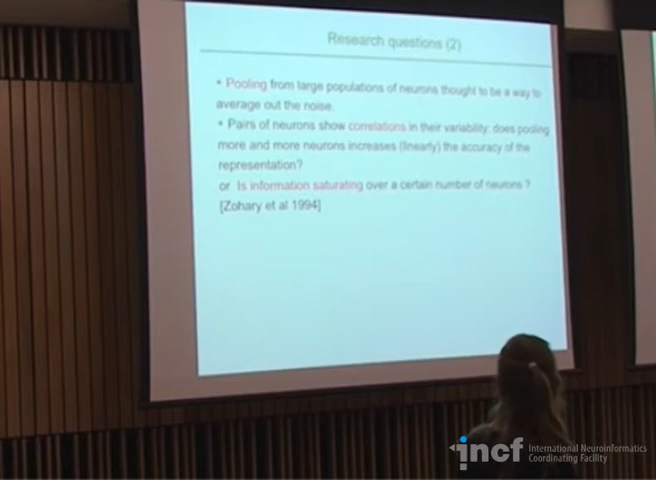 Research questions (2)
• Pooling from large populations of neurons thought to be a way to
average out the noise.
• Pairs of neurons show correlations in their variability: does pooling
more and more neurons increases (linearly) the accuracy of the
representation?
or Is information saturating over a certain number of neurons ?
[Zohary et al 1994]
incf International Neuroinformatics
Coordinating Facility